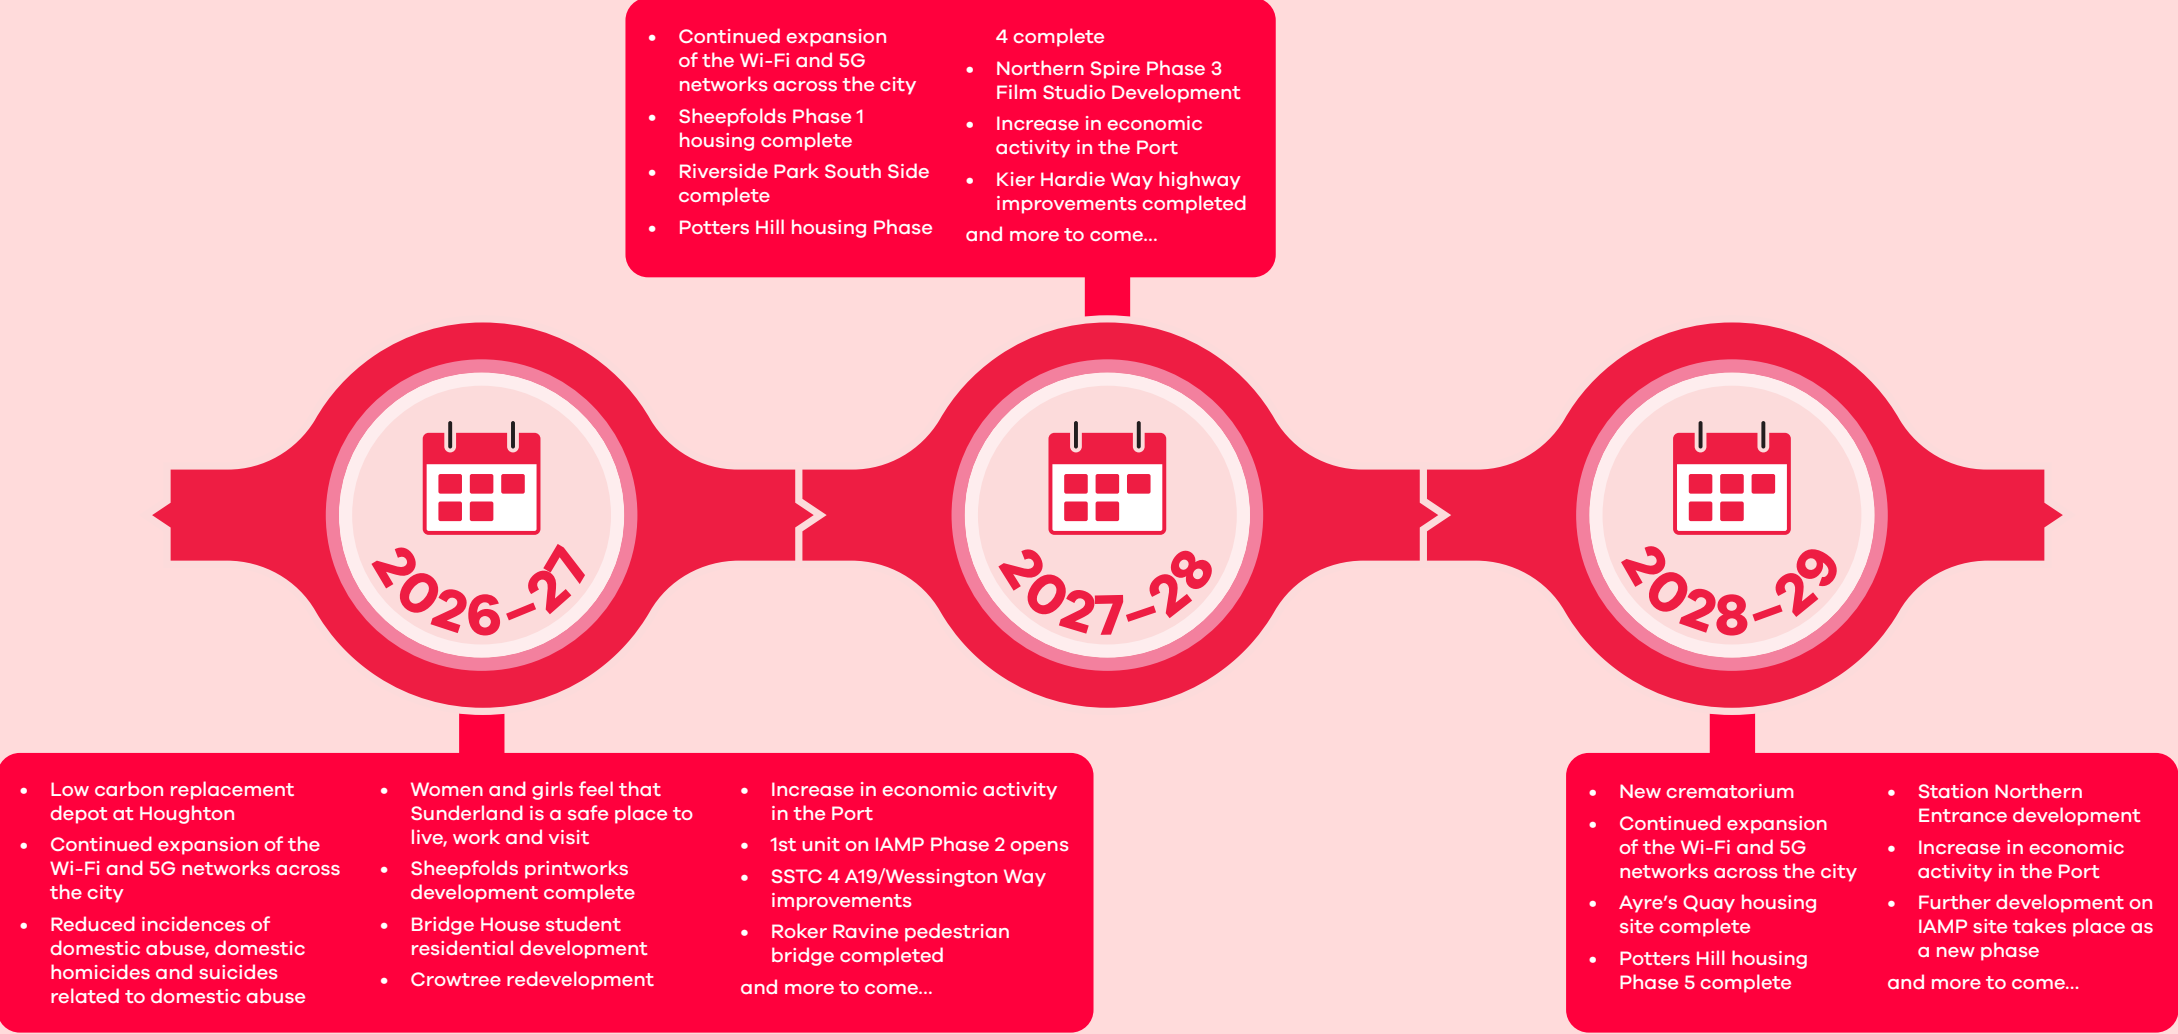 • Continued expansion
of the Wi-Fi and 5G
networks across the city
• Sheepfolds Phase 1
housing complete
• Riverside Park South Side
complete
• Potters Hill housing Phase
4 complete
• Northern Spire Phase 3
Film Studio Development
• Increase in economic
activity in the Port
• Kier Hardie Way highway
improvements completed
and more to come...
2026–27
2027–28
2028–29
• Low carbon replacement
depot at Houghton
• Continued expansion of the
Wi-Fi and 5G networks across
the city
• Reduced incidences of
domestic abuse, domestic
homicides and suicides
related to domestic abuse
• Women and girls feel that
Sunderland is a safe place to
live, work and visit
• Sheepfolds printworks
development complete
• Bridge House student
residential development
• Crowtree redevelopment
• Increase in economic activity
in the Port
• 1st unit on IAMP Phase 2 opens
• SSTC 4 A19/Wessington Way
improvements
• Roker Ravine pedestrian
bridge completed
and more to come...
• New crematorium
• Continued expansion
of the Wi-Fi and 5G
networks across the city
• Ayre's Quay housing
site complete
• Potters Hill housing
Phase 5 complete
• Station Northern
Entrance development
• Increase in economic
activity in the Port
• Further development on
IAMP site takes place as
a new phase
and more to come...